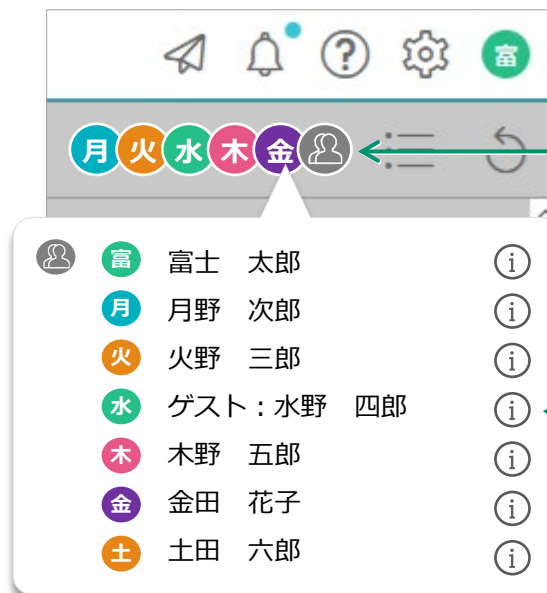 富
月 火 水 木 金
富 富士　太郎
月 月野　次郎
火 火野　三郎
水 ゲスト：水野　四郎
木 木野　五郎
金 金田　花子
土 土田　六郎